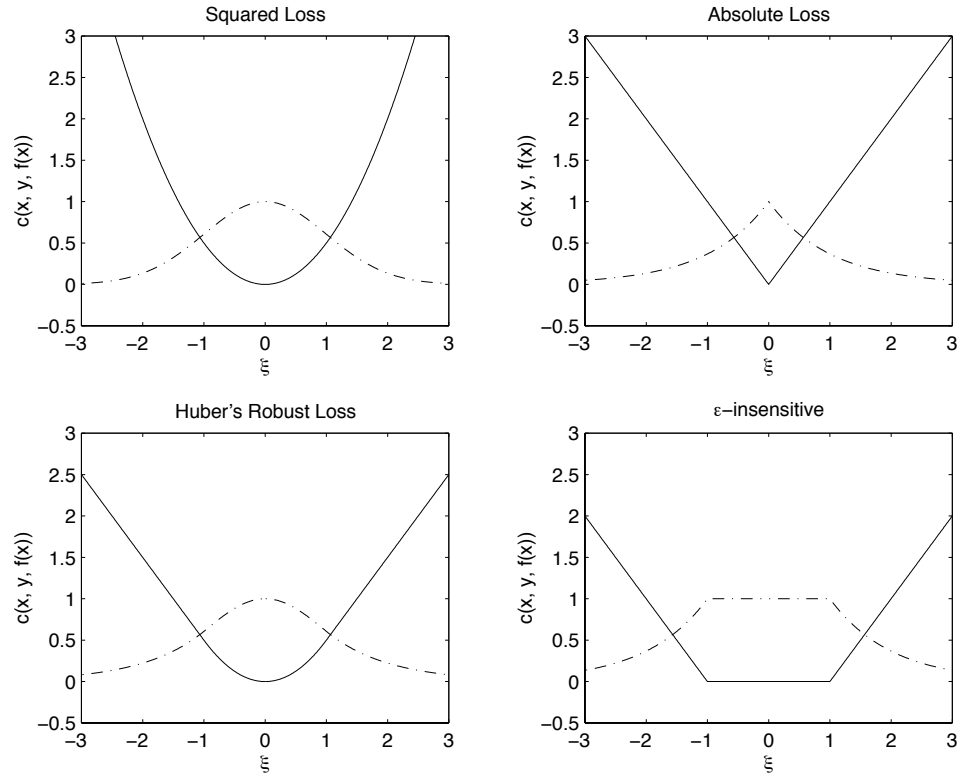 Squared Loss
3
2.5
2
1.5
1
0.5
0
−0.5
c(x, y, f(x))
−3 −2 −1 0 1 2 3
ξ
Absolute Loss
3
2.5
2
1.5
1
0.5
0
−0.5
c(x, y, f(x))
−3 −2 −1 0 1 2 3
ξ
Huber's Robust Loss
3
2.5
2
1.5
1
0.5
0
−0.5
c(x, y, f(x))
−3 −2 −1 0 1 2 3
ξ
ε−insensitive
3
2.5
2
1.5
1
0.5
0
−0.5
c(x, y, f(x))
−3 −2 −1 0 1 2 3
ξ